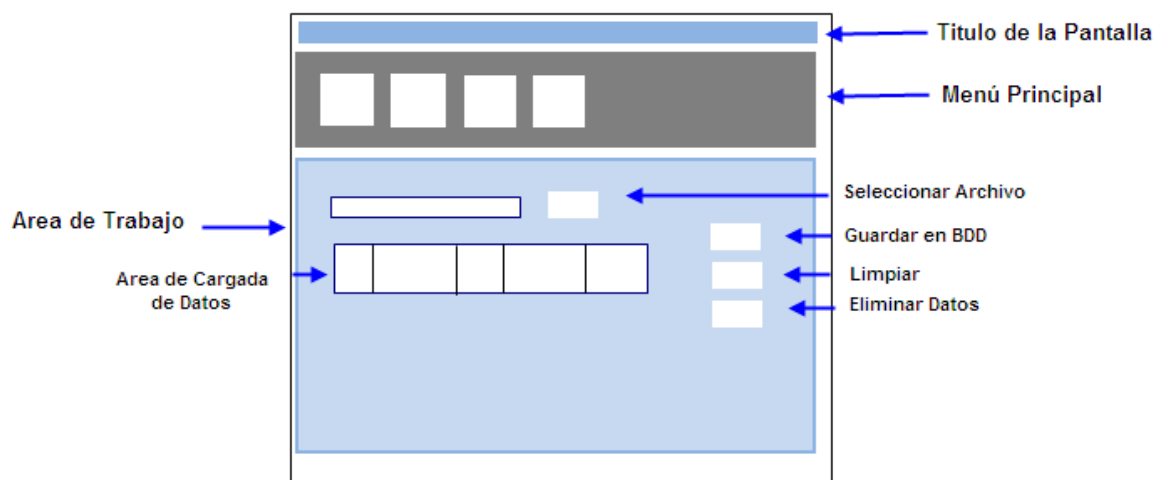 Titulo de la Pantalla
Menú Principal
Seleccionar Archivo
Area de Trabajo
Guardar en BDD
Area de Cargada
de Datos
Limpiar
Eliminar Datos